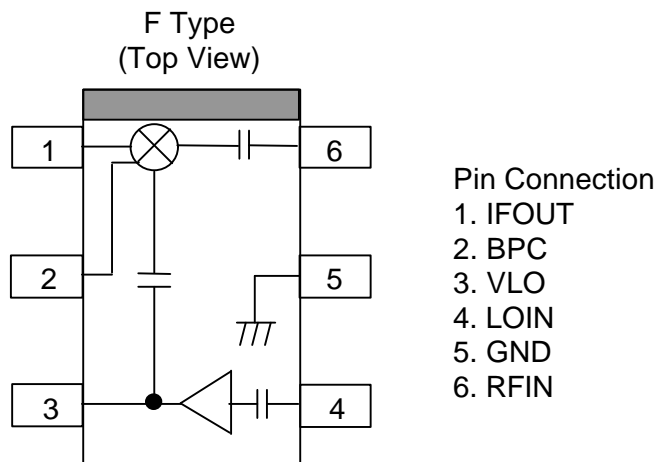 F Type
(Top View)
1
6
2
5
3
4
Pin Connection
1. IFOUT
2. BPC
3. VLO
4. LOIN
5. GND
6. RFIN